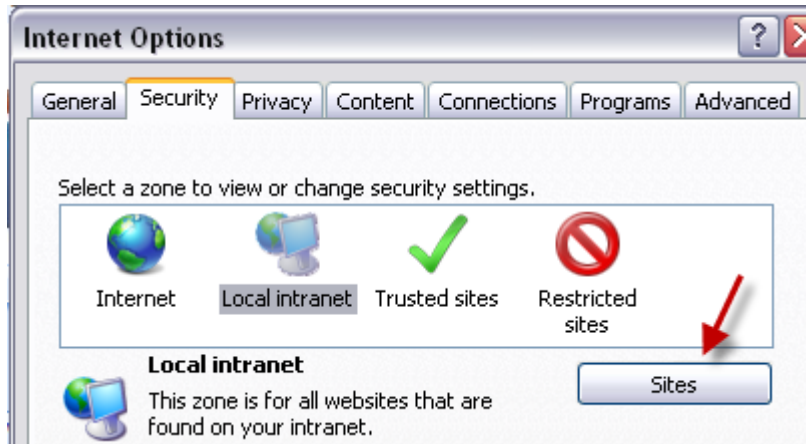 Internet Options
General Security Privacy Content Connections Programs Advanced
Select a zone to view or change security settings.
Internet Local intranet Trusted sites Restricted sites
Local intranet
Sites
This zone is for all websites that are
found on your intranet.